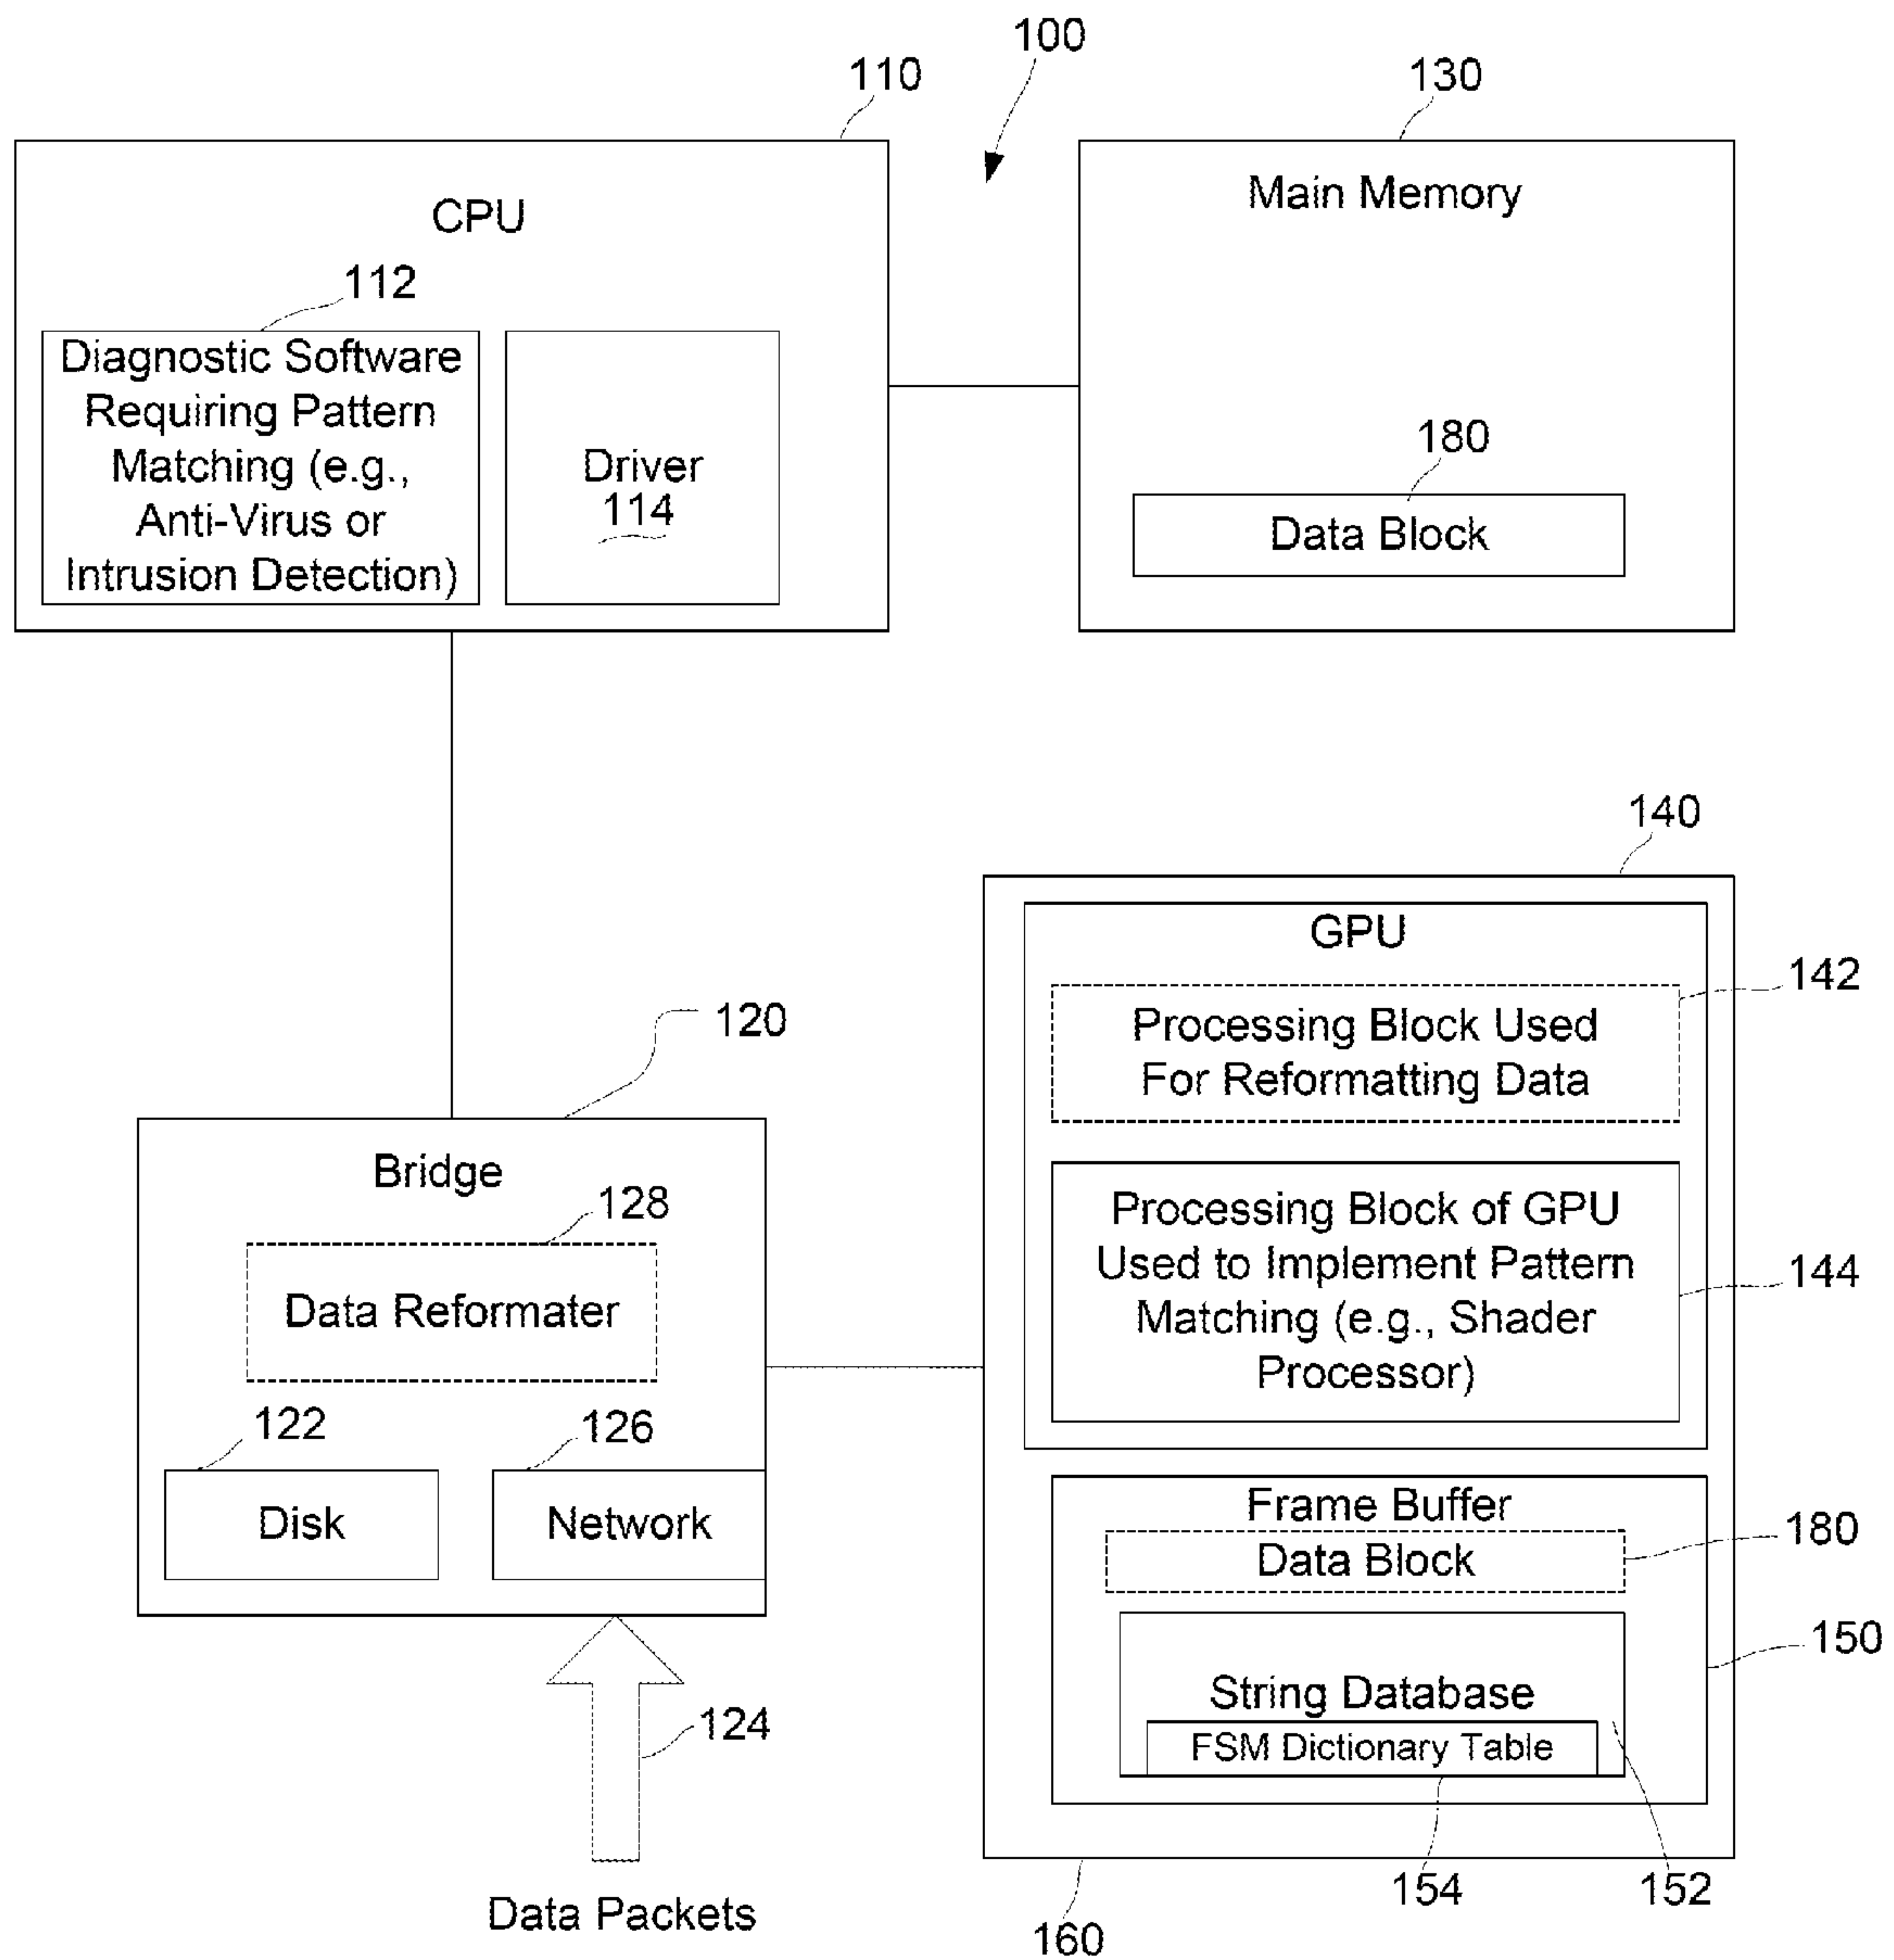 100
110
130
CPU
Main Memory
112
Diagnostic Software
Requiring Pattern
Matching (e.g.,
Anti-Virus or
Intrusion Detection)
Driver
114
180
Data Block
140
GPU
142
Processing Block Used
For Reformatting Data
120
Bridge
128
Data Reformater
Processing Block of GPU
Used to Implement Pattern
Matching (e.g., Shader
Processor)
144
122
126
Disk
Network
Frame Buffer
180
Data Block
150
String Database
FSM Dictionary Table
124
154
152
Data Packets
160